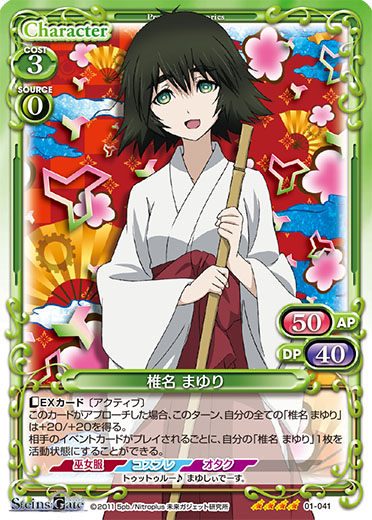 Character
COST
3
SOURCE
0
50 AP
DP 40
椎名 まゆり
EXカード〔アクティブ〕
このカードがアプローチした場合、このターン、自分の全ての「椎名 まゆり」
は+20/+20を得る。
相手のイベントカードがプレイされるごとに、自分の「椎名 まゆり」1枚を
活動状態にすることができる。
巫女服 コスプレ オタク
トゥットゥルー♪ まゆしぃでーす。
Steins;Gate ©2011 5pb./Nitroplus 未来ガジェット研究所 01-041